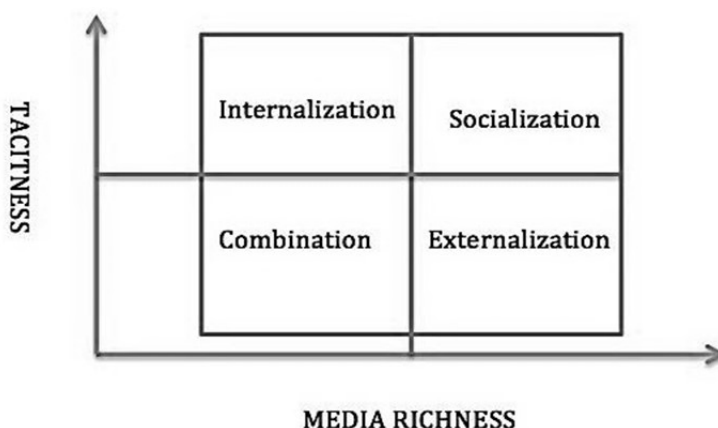 TACITNESS
Internalization
Socialization
Combination
Externalization
MEDIA RICHNESS